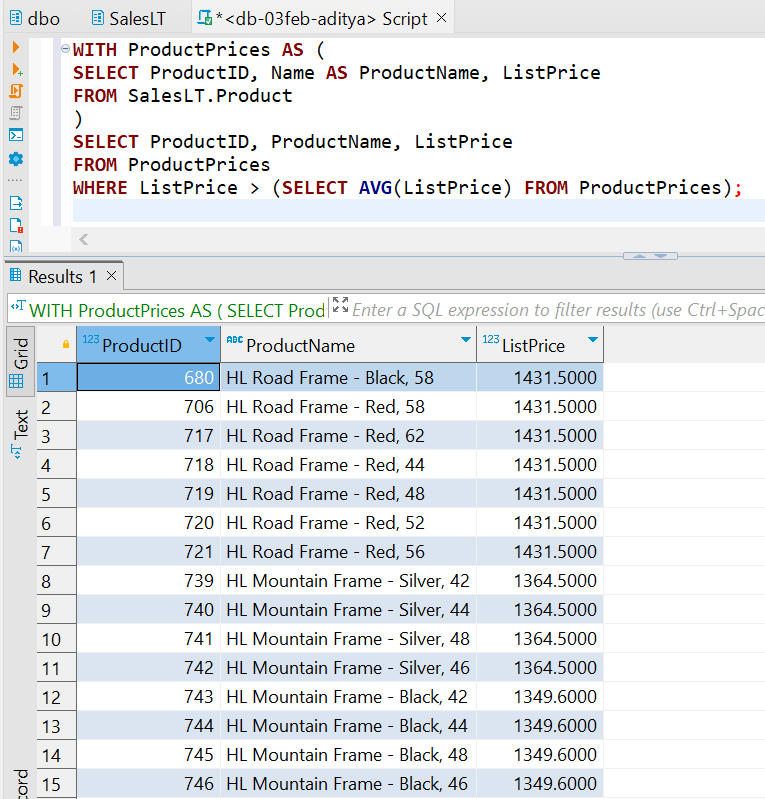 dbo SalesLT *<db-03feb-aditya> Script
WITH ProductPrices AS (
SELECT ProductID, Name AS ProductName, ListPrice
FROM SalesLT.Product
)
SELECT ProductID, ProductName, ListPrice
FROM ProductPrices
WHERE ListPrice > (SELECT AVG(ListPrice) FROM ProductPrices);
Results 1
WITH ProductPrices AS ( SELECT Prod Enter a SQL expression to filter results (use Ctrl+Spac
Grid
Text
cord
123 ProductID ABC ProductName 123 ListPrice
1 680 HL Road Frame - Black, 58 1431.5000
2 706 HL Road Frame - Red, 58 1431.5000
3 717 HL Road Frame - Red, 62 1431.5000
4 718 HL Road Frame - Red, 44 1431.5000
5 719 HL Road Frame - Red, 48 1431.5000
6 720 HL Road Frame - Red, 52 1431.5000
7 721 HL Road Frame - Red, 56 1431.5000
8 739 HL Mountain Frame - Silver, 42 1364.5000
9 740 HL Mountain Frame - Silver, 44 1364.5000
10 741 HL Mountain Frame - Silver, 48 1364.5000
11 742 HL Mountain Frame - Silver, 46 1364.5000
12 743 HL Mountain Frame - Black, 42 1349.6000
13 744 HL Mountain Frame - Black, 44 1349.6000
14 745 HL Mountain Frame - Black, 48 1349.6000
15 746 HL Mountain Frame - Black, 46 1349.6000